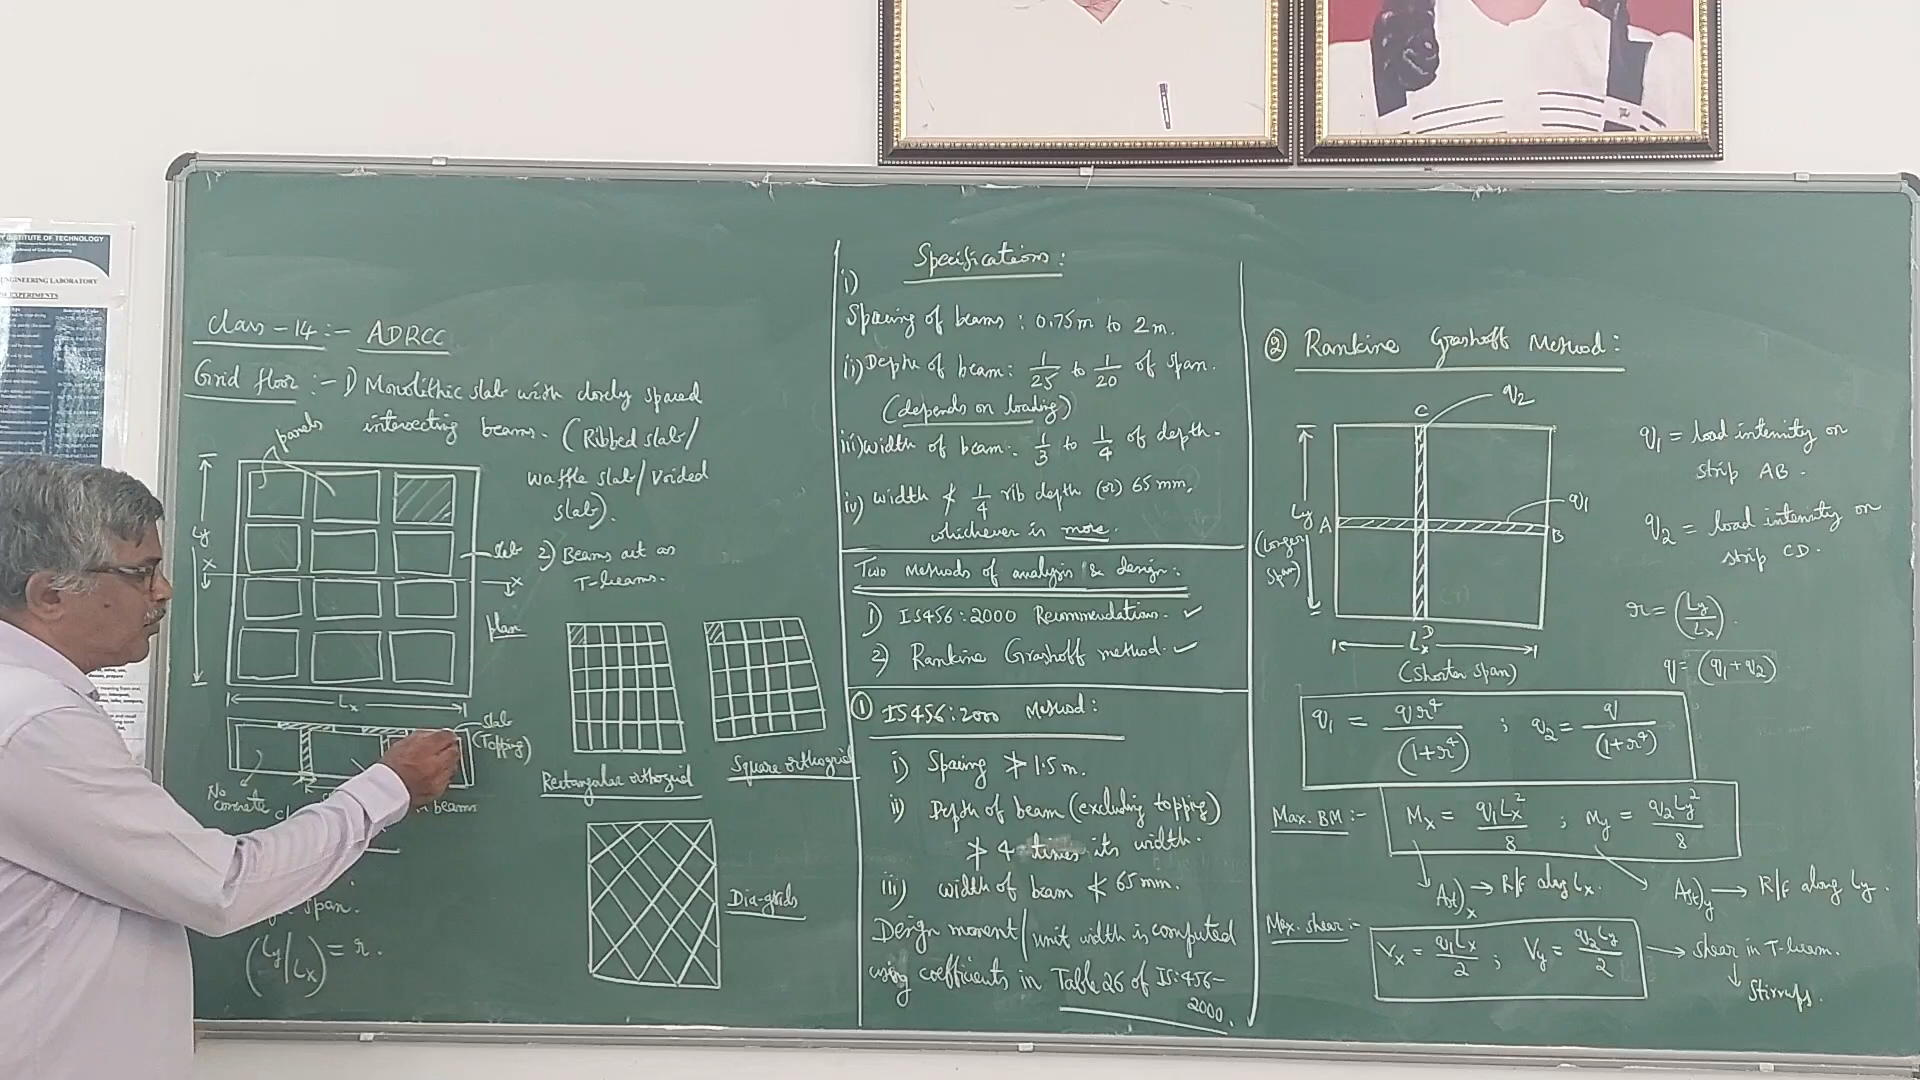 INSTITUTE OF TECHNOLOGY
ENGINEERING LABORATORY
EXPERIMENTS
Class - 14 :- ADRCC
Grid floor :- 1) Monolithic slab with closely spaced
intersecting beams. (Ribbed slab/
waffle slab/ voided
slab).
panels
2) Beams act as
T-beams.
slab
Ly
x
x
plan
Lx
slab
(Topping)
No
concrete
beams
span.
(Ly/Lx) = r.
Rectangular orthogrid
Square orthogrid
Dia-grids
Specifications :
i)
Spacing of beams : 0.75m to 2m.
ii) Depth of beam : 1/25 to 1/20 of span.
(depends on loading)
iii) width of beam : 1/3 to 1/4 of depth.
iv) width ≮ 1/4 rib depth (or) 65 mm,
whichever is more.
Two methods of analysis & design :
1) IS456:2000 Recommendations. ✓
2) Rankine Grashoff method. ✓
① IS456:2000 Method :
i) Spacing ≯ 1.5m.
ii) Depth of beam (excluding topping)
≯ 4 times its width.
iii) width of beam ≮ 65mm.
Design moment/unit width is computed
using coefficients in Table 26 of IS:456-
2000.
② Rankine Grashoff Method :
C
q2
Ly
(Longer
span)
A
q1
B
D
Lx
(Shorter span)
q1 = load intensity on
strip AB.
q2 = load intensity on
strip CD.
r = (Ly/Lx).
q = (q1 + q2)
q1 = qr⁴/(1+r⁴) ; q2 = q/(1+r⁴)
Max. BM :- Mx = q1Lx²/8 ; My = q2Ly²/8
Ast)x → R/f along Lx.
Ast)y → R/f along Ly.
Max. shear :- Vx = q1Lx/2 ; Vy = q2Ly/2 → shear in T-beam.
↓
Stirrups.